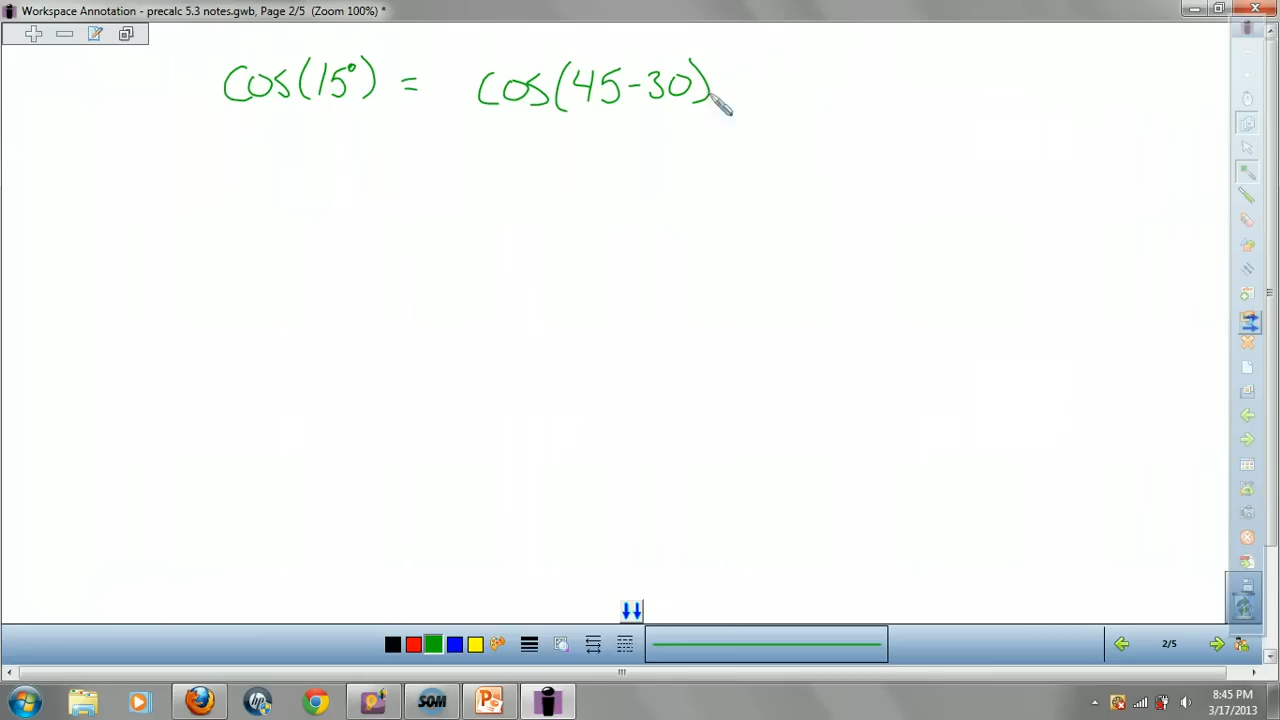 Workspace Annotation - precalc 5.3 notes.gwb, Page 2/5 (Zoom 100%) *
cos(15°) = cos(45-30)
2/5
SOM
8:45 PM
3/17/2013